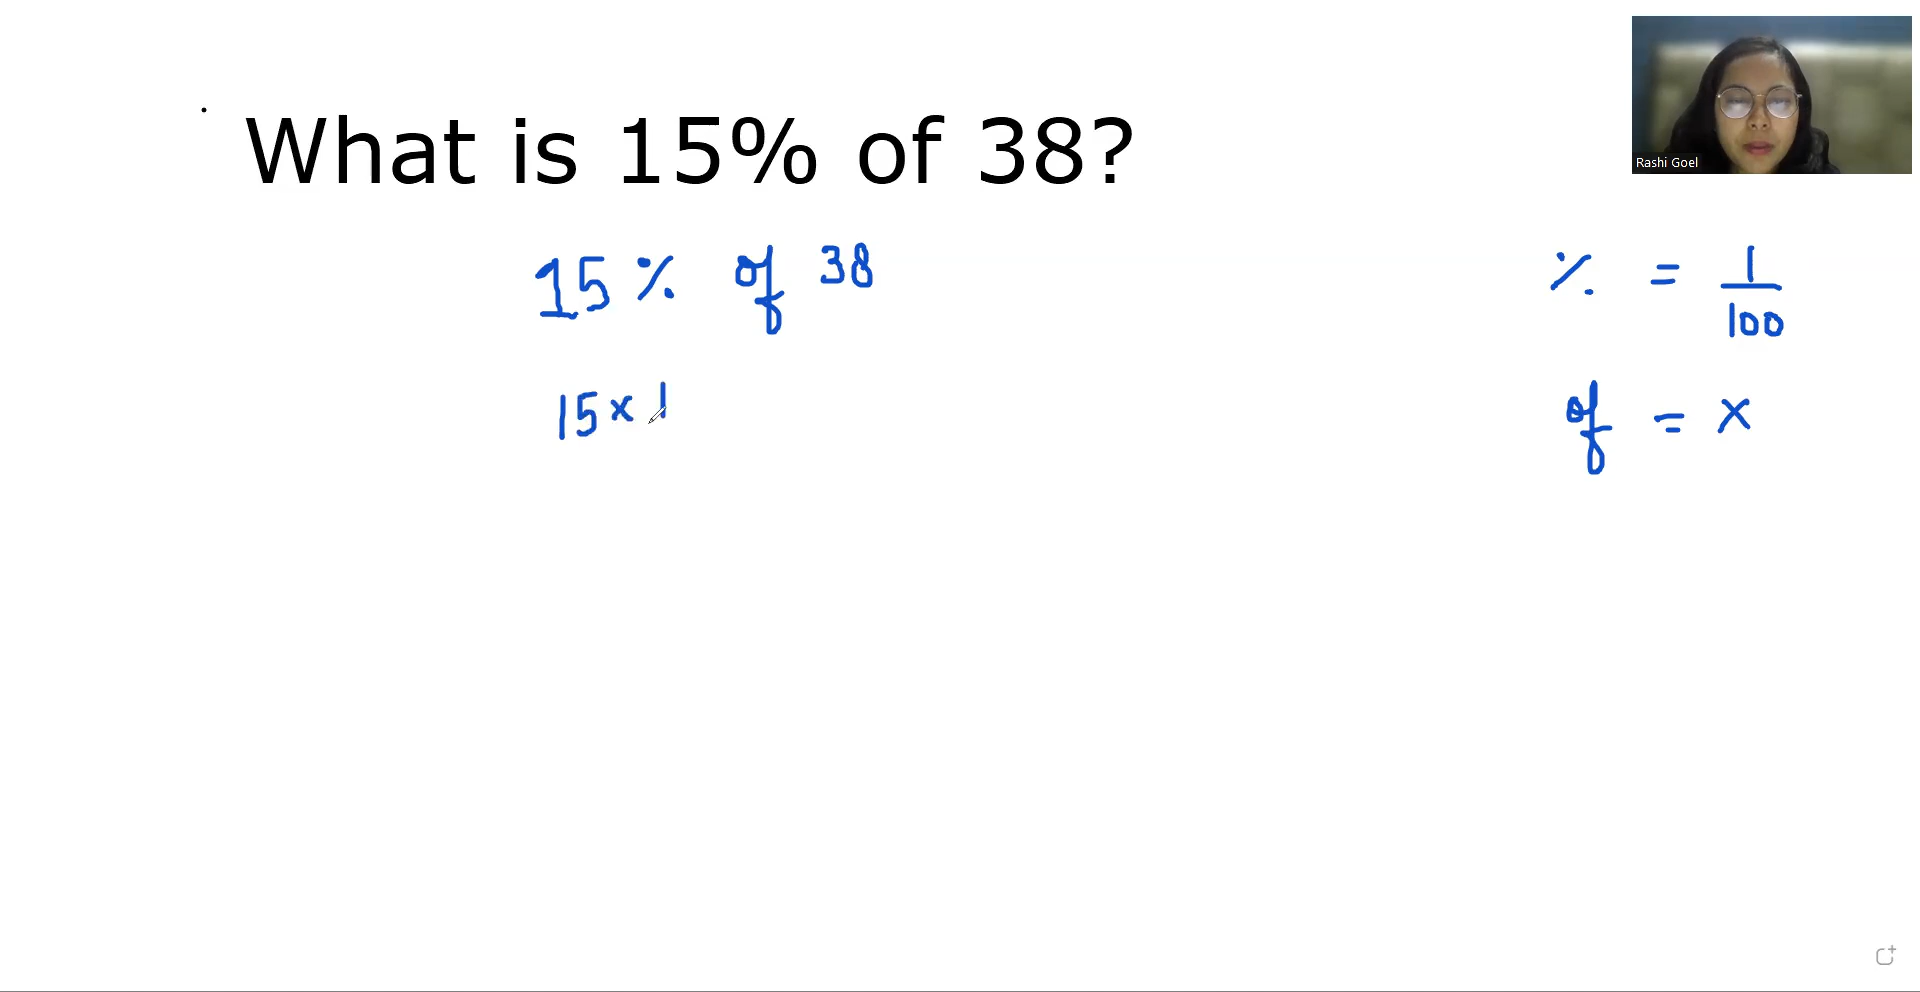 What is 15% of 38?
Rashi Goel
15 % of 38
% = 1/100
15 x 1
of = x